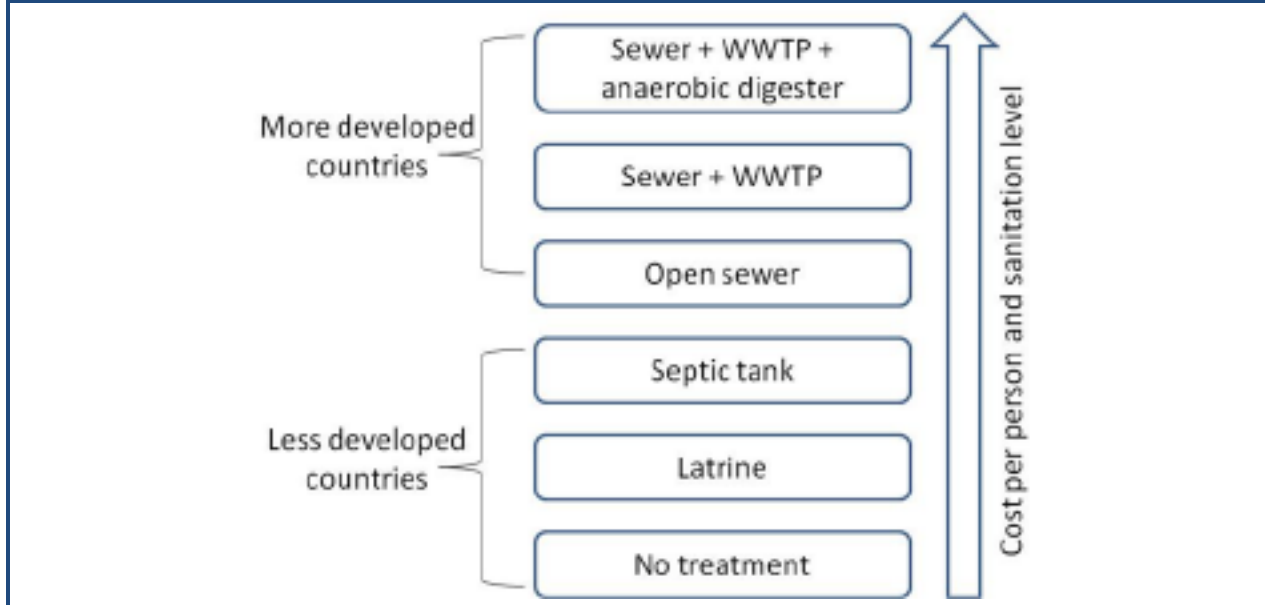 Sewer + WWTP +
anaerobic digester
More developed
countries
Sewer + WWTP
Open sewer
Septic tank
Less developed
countries
Latrine
No treatment
Cost per person and sanitation level